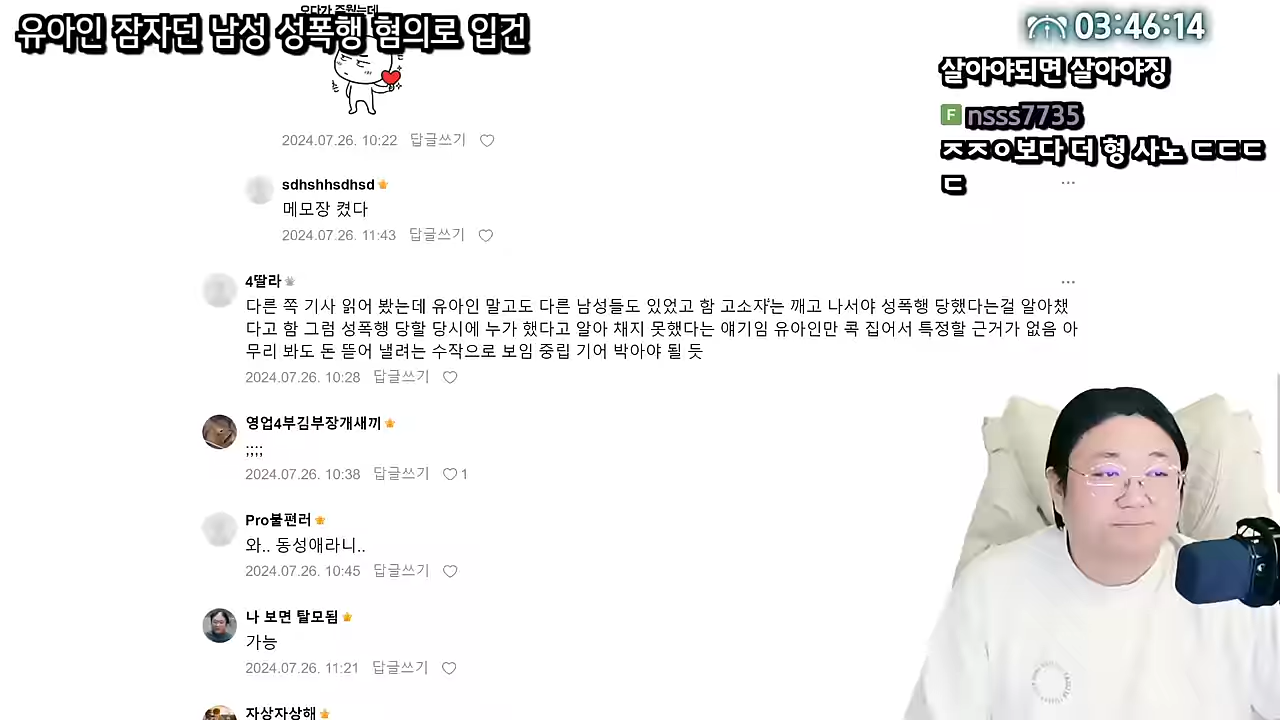 오다가 주웠는데
유아인 잠자던 남성 성폭행 혐의로 입건
03:46:14
살아야되면 살아야징
F nsss7735
ㅈㅈㅇ보다 더 형 사노 ㄷㄷㄷ
ㄷ
2024.07.26. 10:22 답글쓰기
sdhshhsdhsd
메모장 켰다
2024.07.26. 11:43 답글쓰기
4딸라
다른 쪽 기사 읽어 봤는데 유아인 말고도 다른 남성들도 있었고 함 고소자는 깨고 나서야 성폭행 당했다는걸 알아챘
다고 함 그럼 성폭행 당할 당시에 누가 했다고 알아 채지 못했다는 얘기임 유아인만 콕 집어서 특정할 근거가 없음 아
무리 봐도 돈 뜯어 낼려는 수작으로 보임 중립 기어 박아야 될 듯
2024.07.26. 10:28 답글쓰기
영업4부김부장개새끼
;;;;
2024.07.26. 10:38 답글쓰기 1
Pro불편러
와.. 동성애라니..
2024.07.26. 10:45 답글쓰기
나 보면 탈모됨
가능
2024.07.26. 11:21 답글쓰기
자상자상해